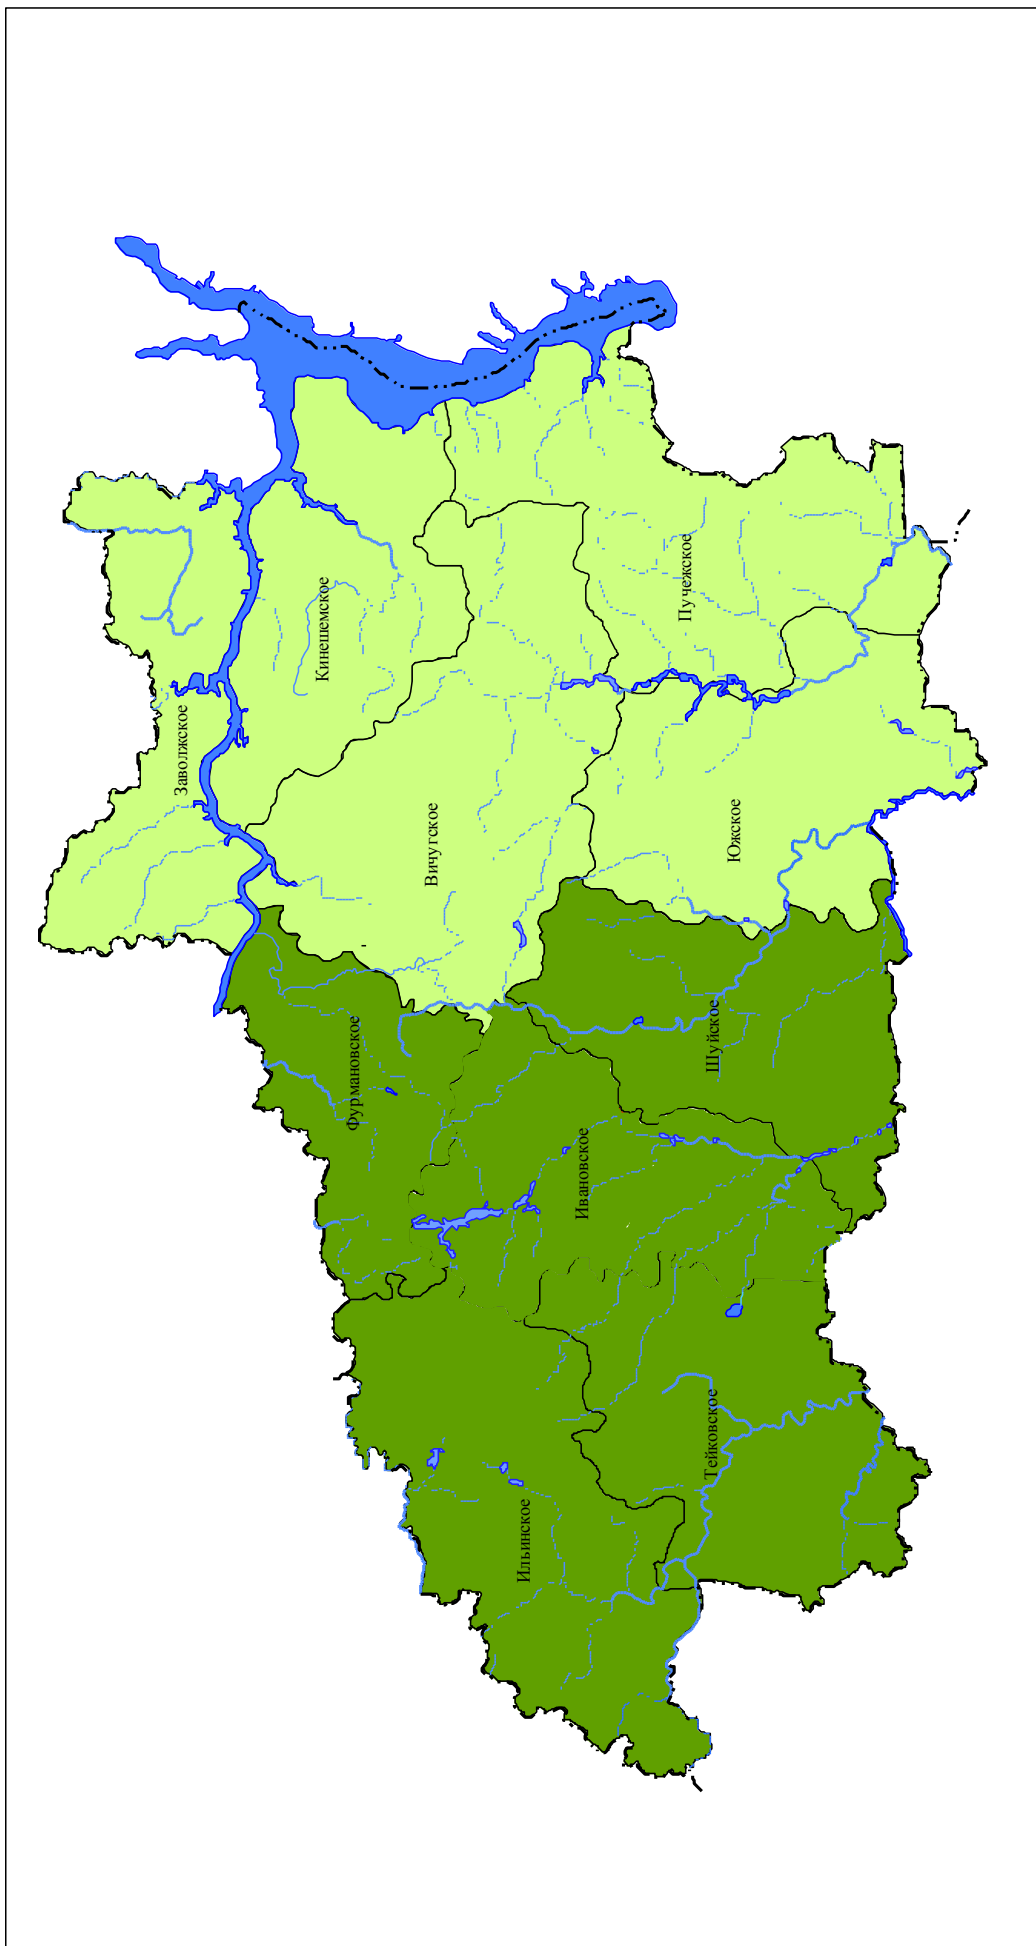 Заволжское
Кинешемское
Вичугское
Пучежское
Южское
Фурмановское
Шуйское
Ивановское
Тейковское
Ильинское